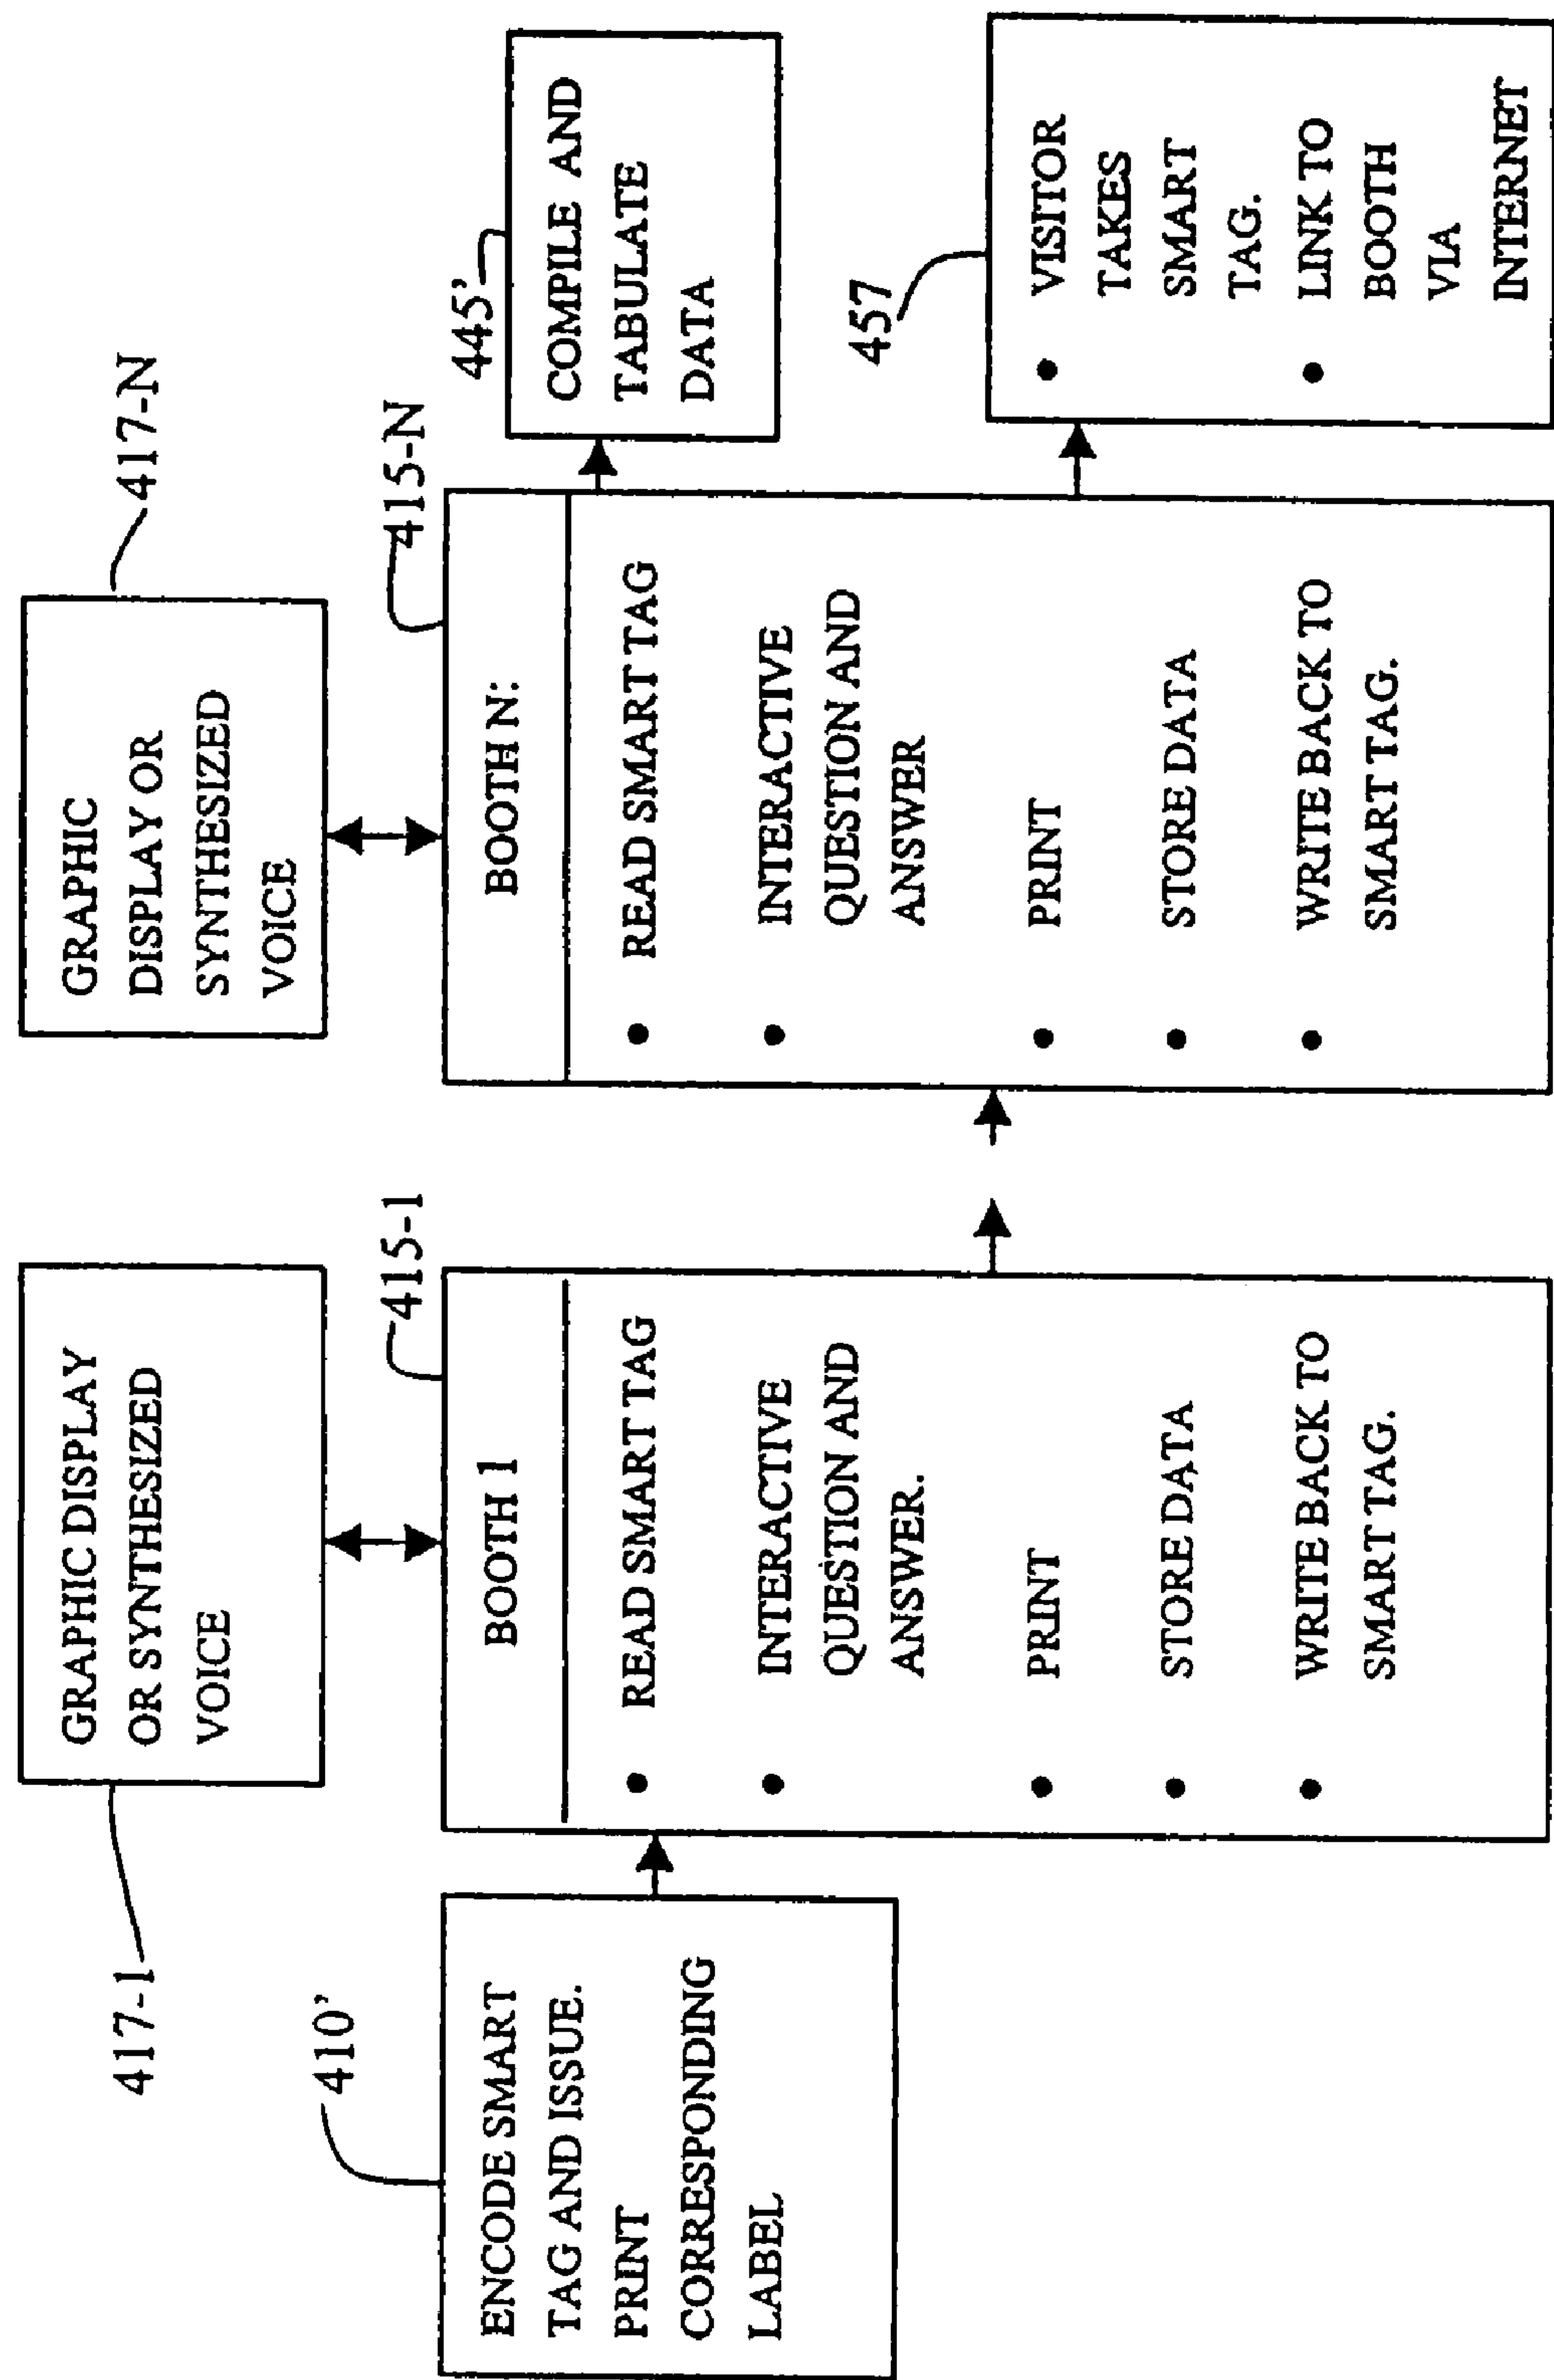 417-1
GRAPHIC DISPLAY
OR SYNTHESIZED
VOICE
417-N
GRAPHIC
DISPLAY OR
SYNTHESIZED
VOICE
410’
ENCODE SMART
TAG AND ISSUE.
PRINT
CORRESPONDING
LABEL
415-1
BOOTH 1
• READ SMART TAG
• INTERACTIVE
QUESTION AND
ANSWER.
• PRINT
• STORE DATA
• WRITE BACK TO
SMART TAG.
415-N
BOOTH N:
• READ SMART TAG
• INTERACTIVE
QUESTION AND
ANSWER
• PRINT
• STORE DATA
• WRITE BACK TO
SMART TAG.
445’
COMPILE AND
TABULATE
DATA
457
• VISITOR
TAKES
SMART
TAG.
• LINK TO
BOOTH
VIA
INTERNET